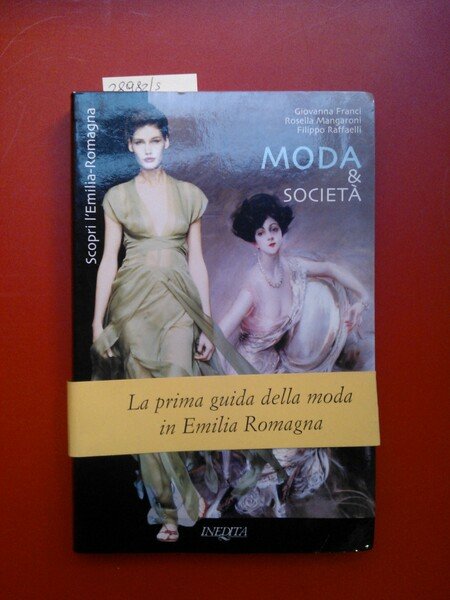 28982/s
Giovanna Franci
Rosella Mangaroni
Filippo Raffaelli
MODA
&
SOCIETÀ
Scopri l'Emilia-Romagna
La prima guida della moda
in Emilia Romagna
INEDITA